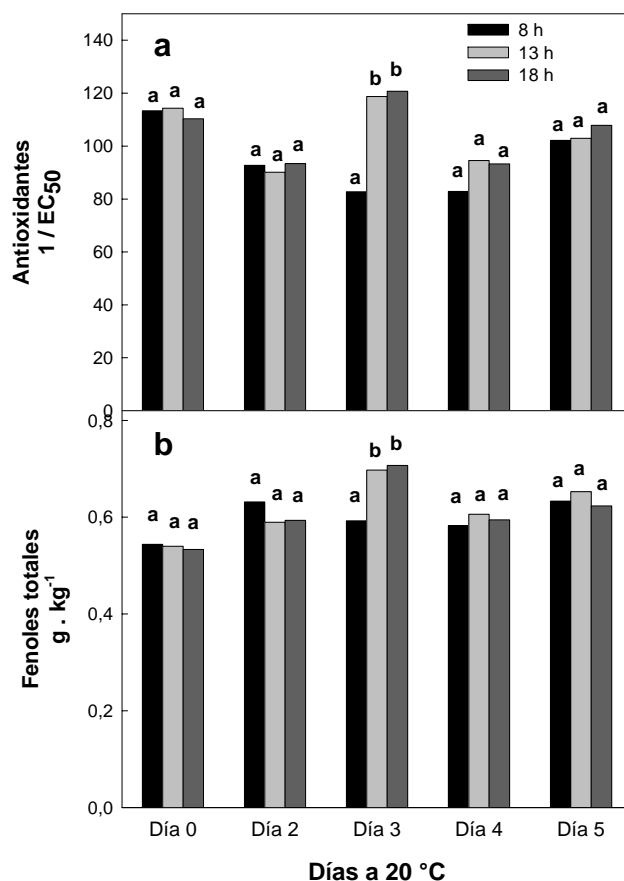 a
8 h
13 h
18 h
140
120
100
80
60
40
20
0
Antioxidantes
1 / EC50
a a a
a a a
a b b
a a a
a a a
b
0,8
0,6
0,4
0,2
0,0
Fenoles totales
g . kg-1
a a a
a a a
a b b
a a a
a a a
Día 0 Día 2 Día 3 Día 4 Día 5
Días a 20 °C